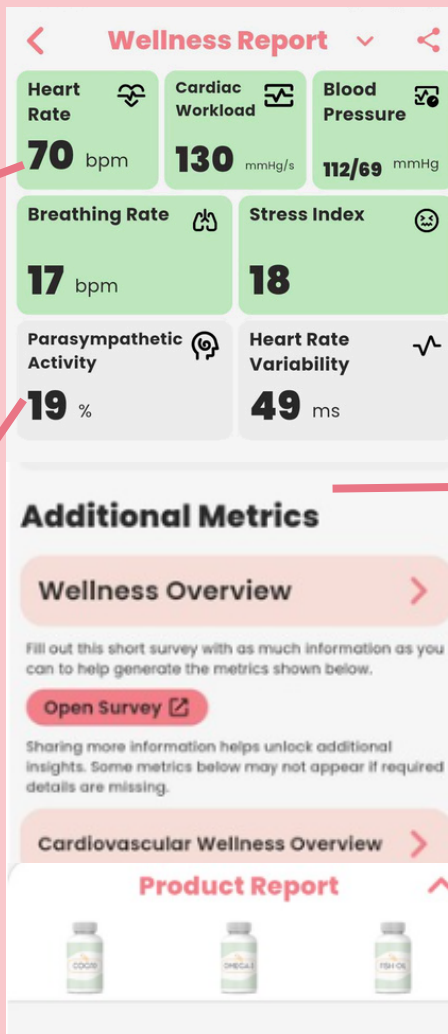 Wellness Report
Heart
Rate
70 bpm
Cardiac
Workload
130 mmHg/s
Blood
Pressure
112/69 mmHg
Breathing Rate
17 bpm
Stress Index
18
Parasympathetic
Activity
19 %
Heart Rate
Variability
49 ms
Additional Metrics
Wellness Overview
Fill out this short survey with as much information as you
can to help generate the metrics shown below.
Open Survey
Sharing more information helps unlock additional
insights. Some metrics below may not appear if required
details are missing.
Cardiovascular Wellness Overview
Product Report
COQ10
OMEGA-3
FISH OIL